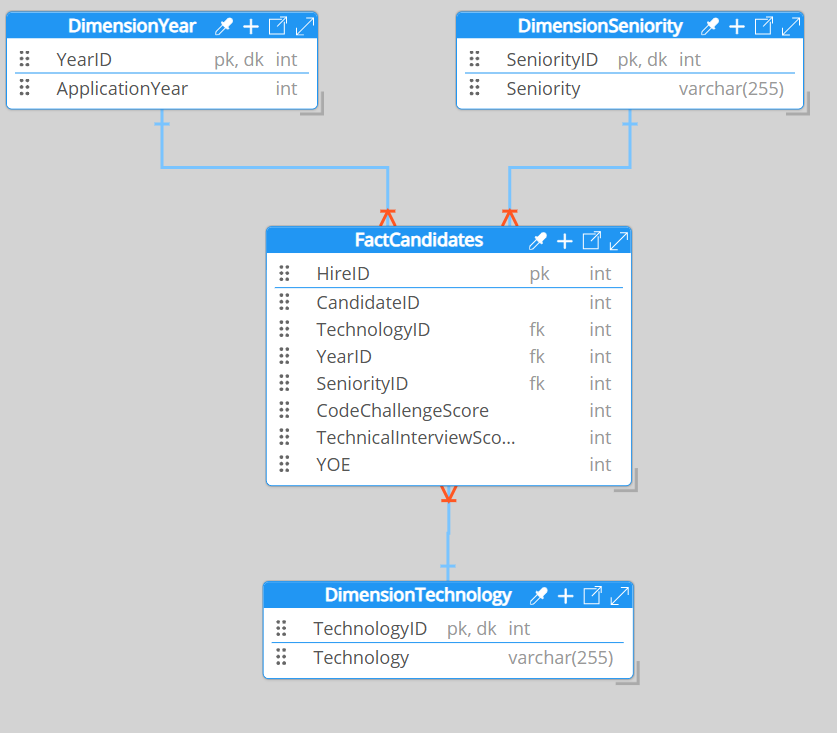 DimensionYear
YearID pk, dk int
ApplicationYear int
DimensionSeniority
SeniorityID pk, dk int
Seniority varchar(255)
FactCandidates
HireID pk int
CandidateID int
TechnologyID fk int
YearID fk int
SeniorityID fk int
CodeChallengeScore int
TechnicalInterviewSco... int
YOE int
DimensionTechnology
TechnologyID pk, dk int
Technology varchar(255)